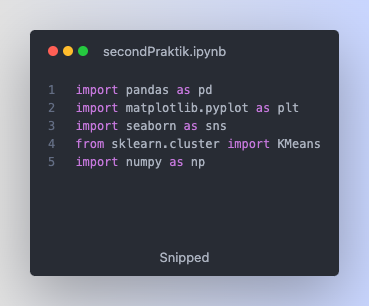 secondPraktik.ipynb
1 import pandas as pd
2 import matplotlib.pyplot as plt
3 import seaborn as sns
4 from sklearn.cluster import KMeans
5 import numpy as np
Snipped